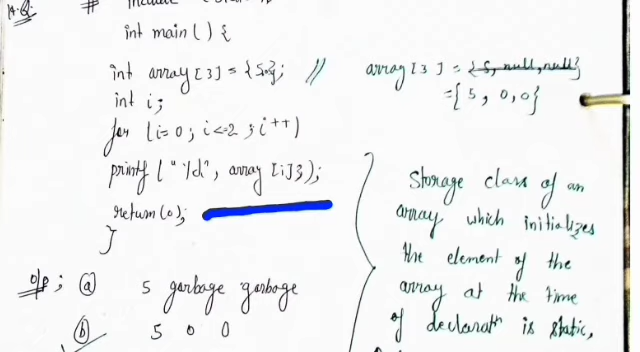 14.Q.
# include
int main() {
int array[3] = {5}; // array[3] = {5, null, null}
int i; = {5, 0, 0}
for (i=0; i<=2; i++)
printf("%d", array[i]);
return(0);
}
Storage class of an
array which initializes
the element of the
array at the time
of declaratn is static,
o/p; (a) 5 garbage garbage
(b) 5 0 0